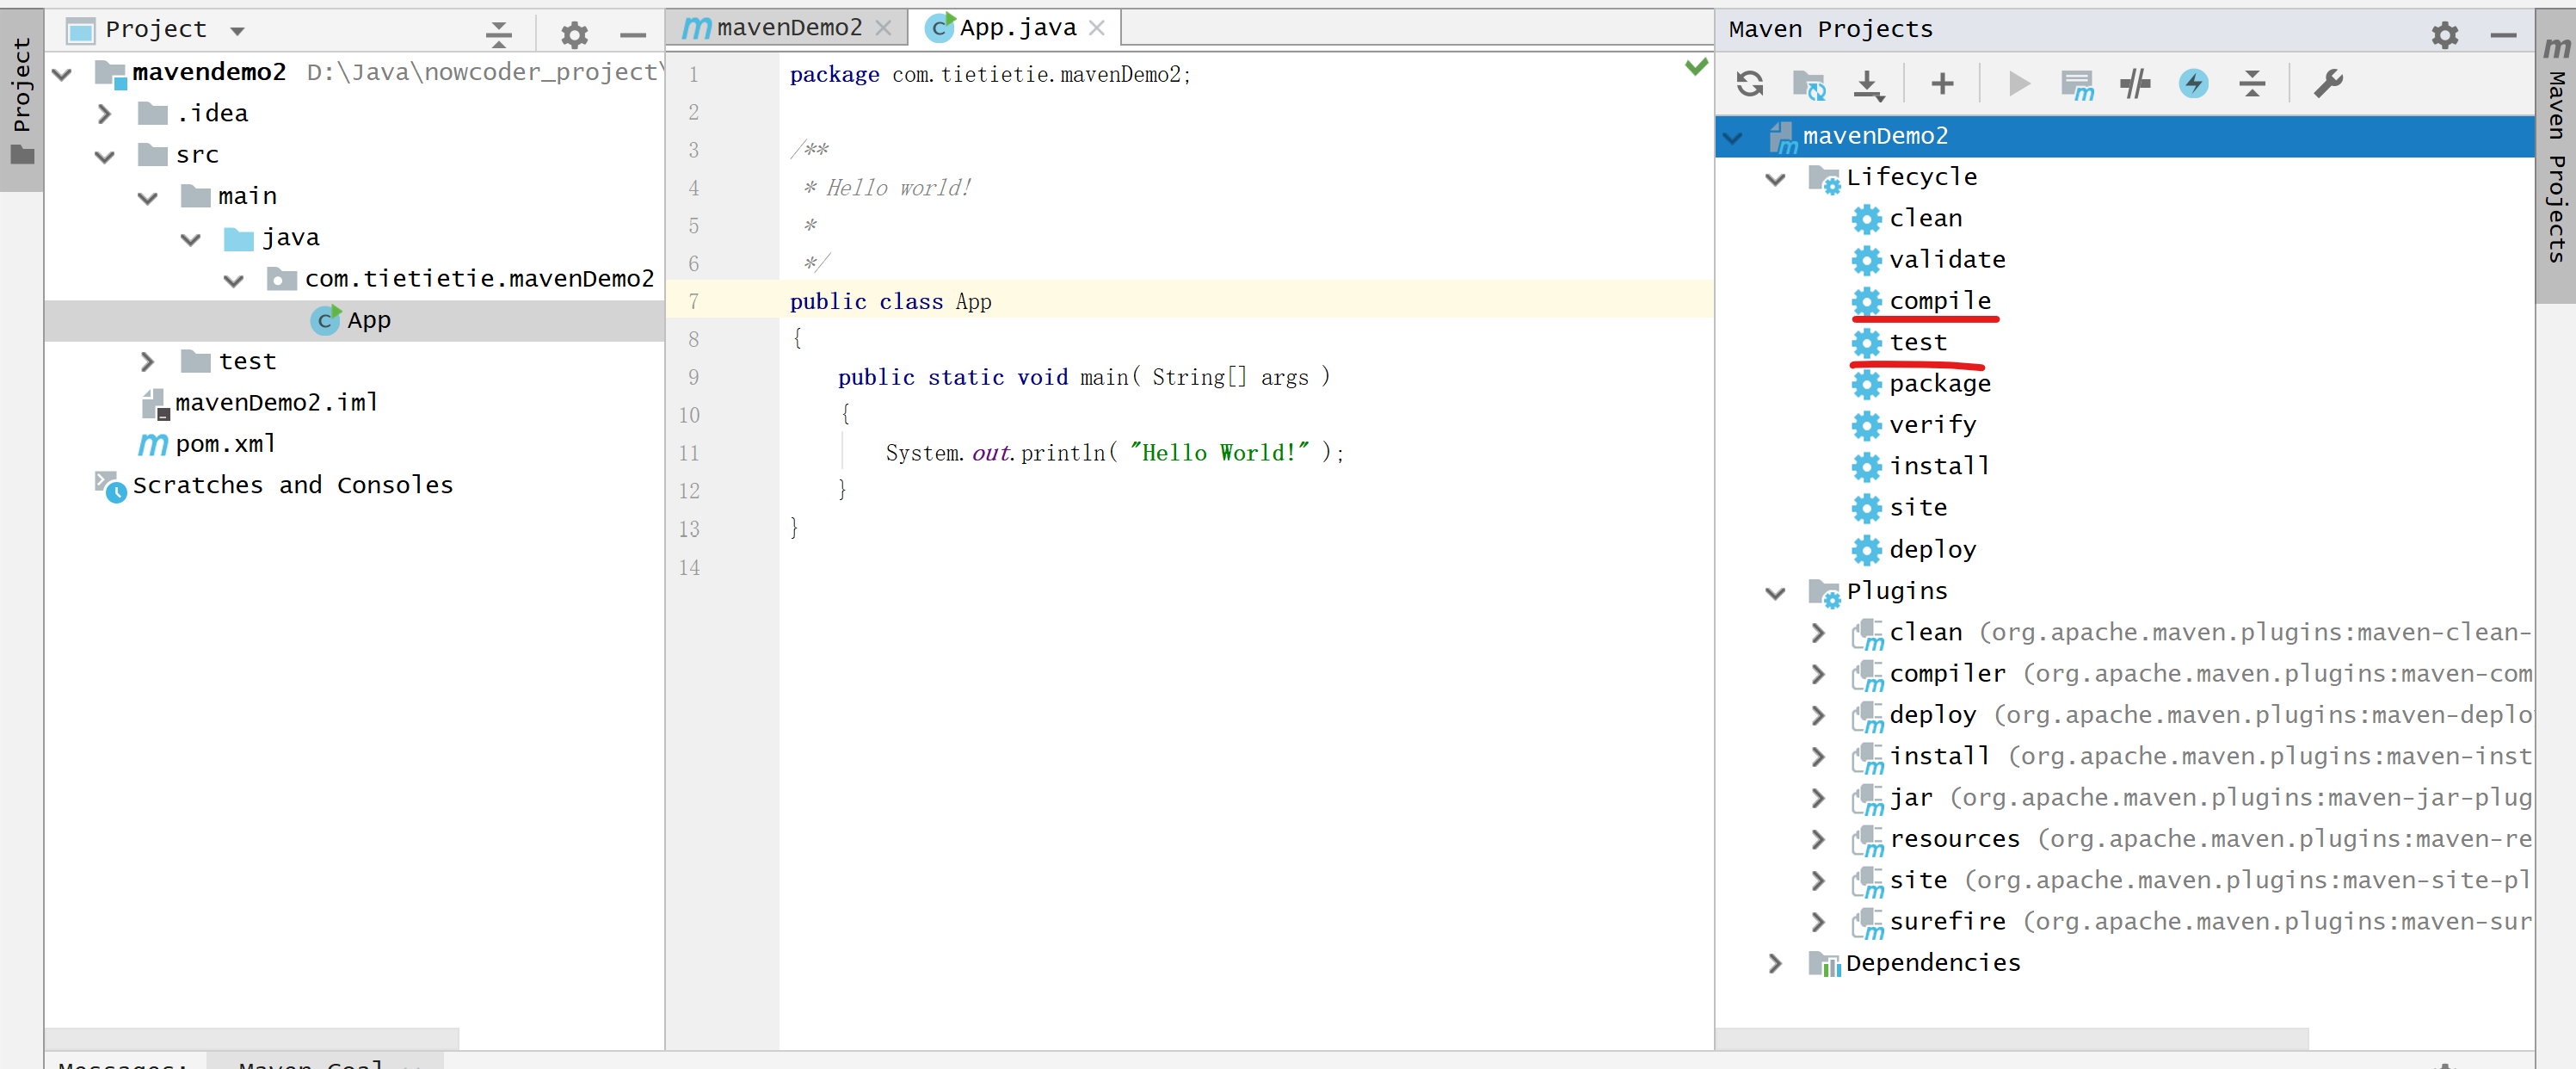 Project
Project
mavendemo2 D:\Java\nowcoder_project\
.idea
src
main
java
com.tietietie.mavenDemo2
App
test
mavenDemo2.iml
pom.xml
Scratches and Consoles
mavenDemo2
App.java
1 package com.tietietie.mavenDemo2;
2
3 /**
4 * Hello world!
5 *
6 */
7 public class App
8 {
9 public static void main( String[] args )
10 {
11 System.out.println( "Hello World!" );
12 }
13 }
14
Maven Projects
mavenDemo2
Lifecycle
clean
validate
compile
test
package
verify
install
site
deploy
Plugins
clean (org.apache.maven.plugins:maven-clean-
compiler (org.apache.maven.plugins:maven-com
deploy (org.apache.maven.plugins:maven-deplo
install (org.apache.maven.plugins:maven-inst
jar (org.apache.maven.plugins:maven-jar-plug
resources (org.apache.maven.plugins:maven-re
site (org.apache.maven.plugins:maven-site-pl
surefire (org.apache.maven.plugins:maven-sur
Dependencies
Maven Projects
Messages: Maven Goal